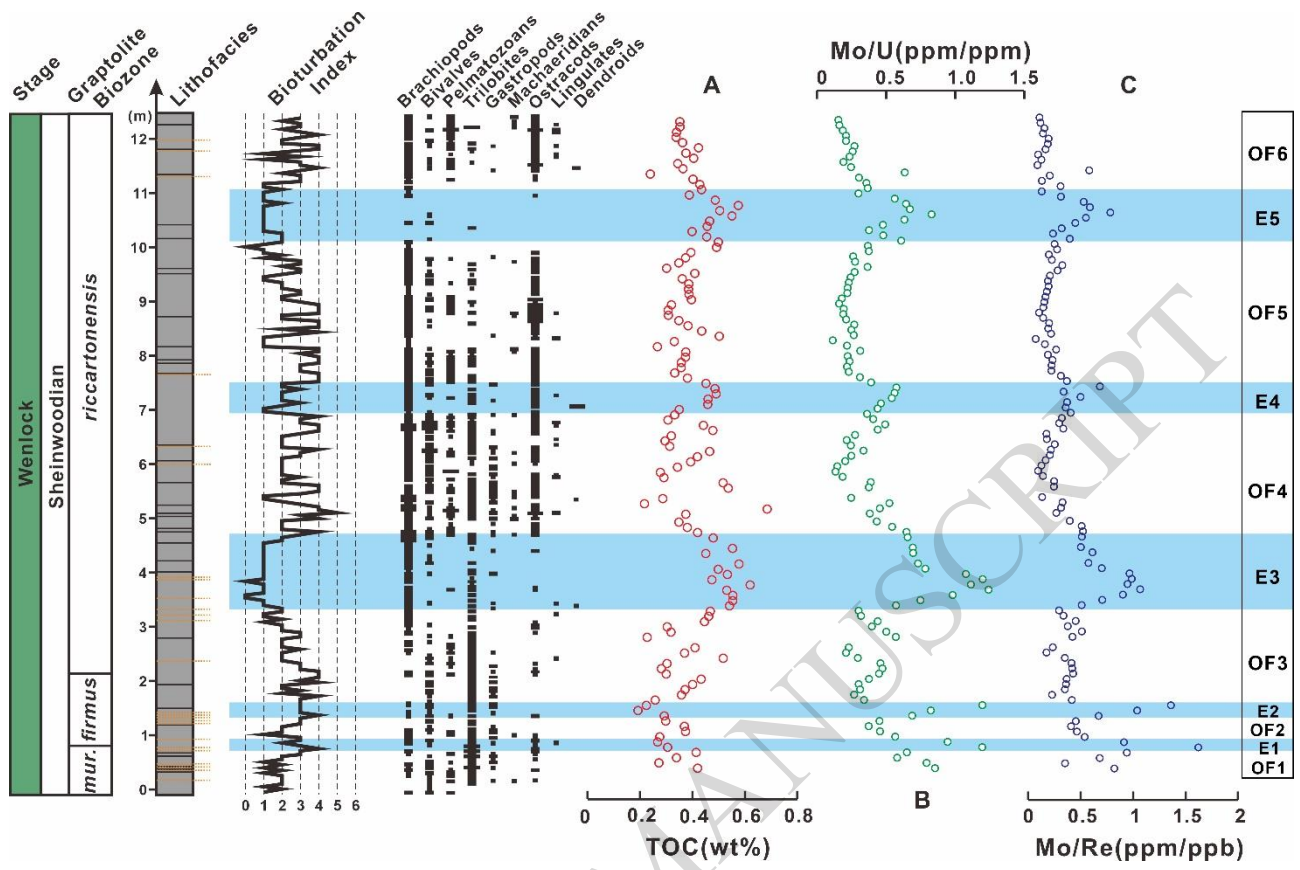 Stage
Graptolite
Biozone
Lithofacies
Bioturbation
Index
Brachiopods
Bivalves
Pelmatozoans
Trilobites
Gastropods
Machaeridians
Ostracods
Lingulates
Dendroids
A
Mo/U(ppm/ppm)
0 0.5 1.0 1.5
C
(m)
12
11
10
9
8
7
6
5
4
3
2
1
0
Wenlock
Sheinwoodian
riccartonensis
firmus
mur.
OF6
E5
OF5
E4
OF4
E3
OF3
E2
OF2
E1
OF1
0 1 2 3 4 5 6
0 0.2 0.4 0.6 0.8
TOC(wt%)
B
0 0.5 1 1.5 2
Mo/Re(ppm/ppb)
MANUSCRIPT